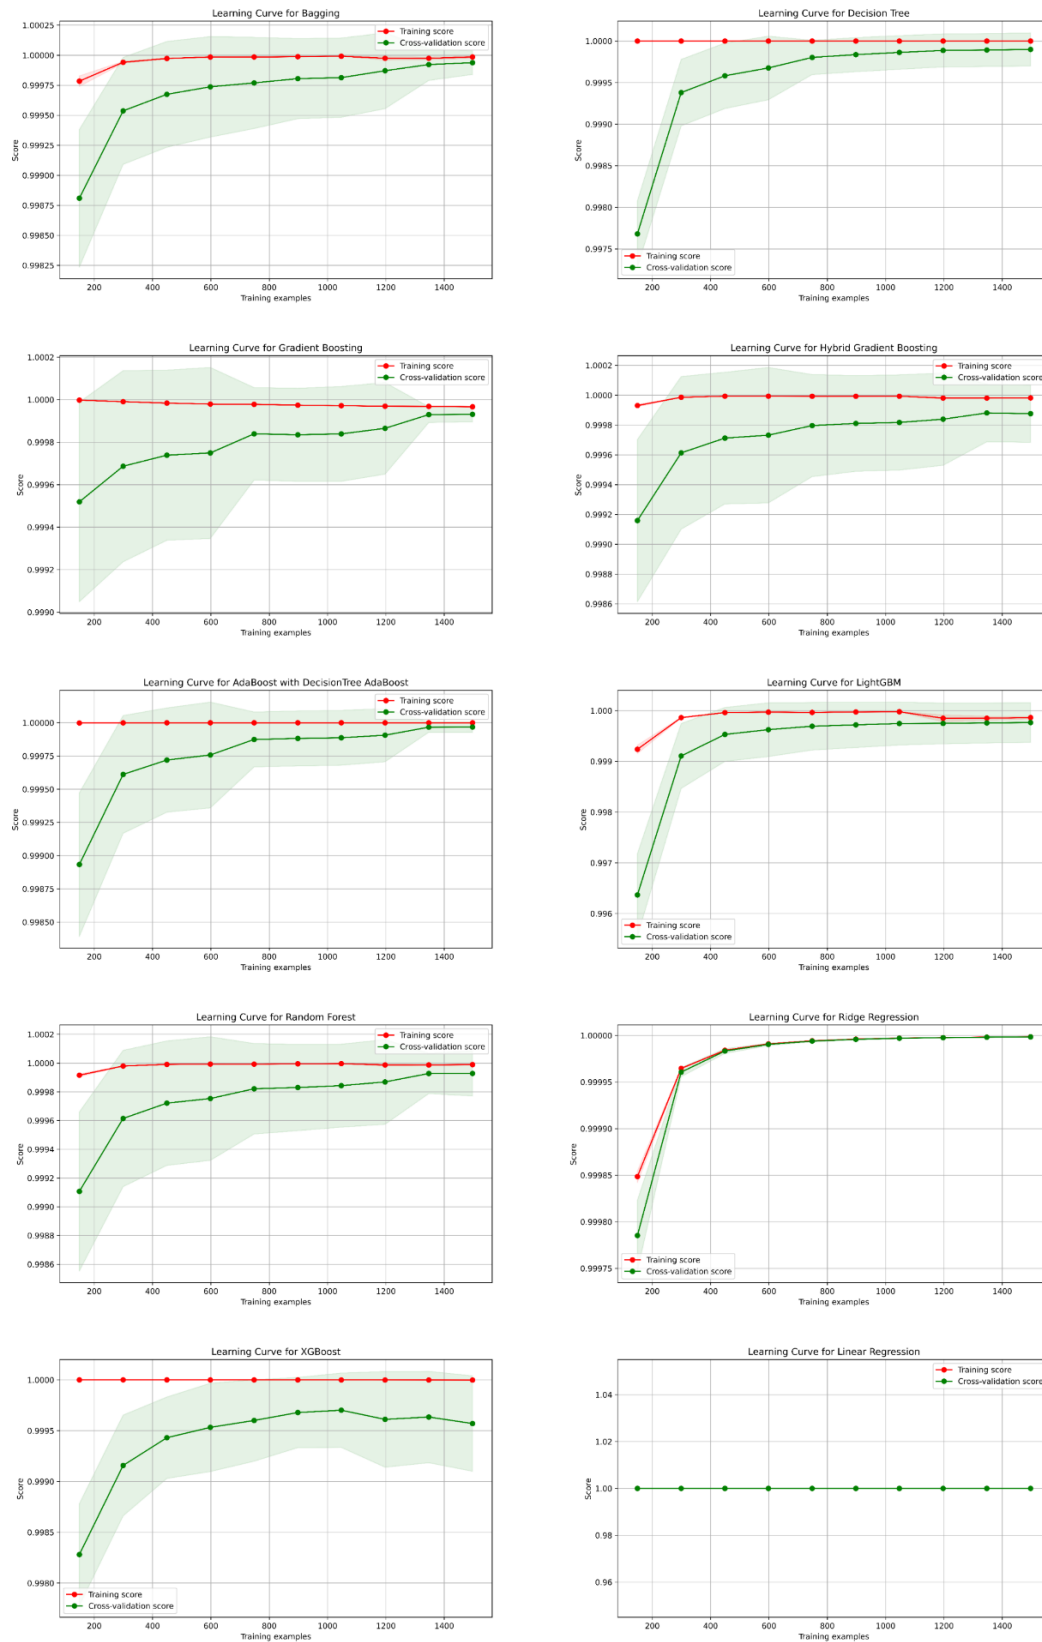 Learning Curve for Bagging
1.00025
1.00000
0.99975
0.99950
0.99925
0.99900
0.99875
0.99850
0.99825
Score
Training score
Cross-validation score
200 400 600 800 1000 1200 1400
Training examples
Learning Curve for Decision Tree
1.0000
0.9995
0.9990
0.9985
0.9980
0.9975
Score
Training score
Cross-validation score
200 400 600 800 1000 1200 1400
Training examples
Learning Curve for Gradient Boosting
1.0002
1.0000
0.9998
0.9996
0.9994
0.9992
0.9990
Score
Training score
Cross-validation score
200 400 600 800 1000 1200 1400
Training examples
Learning Curve for Hybrid Gradient Boosting
1.0002
1.0000
0.9998
0.9996
0.9994
0.9992
0.9990
0.9988
0.9986
Score
Training score
Cross-validation score
200 400 600 800 1000 1200 1400
Training examples
Learning Curve for AdaBoost with DecisionTree AdaBoost
1.00000
0.99975
0.99950
0.99925
0.99900
0.99875
0.99850
Score
Training score
Cross-validation score
200 400 600 800 1000 1200 1400
Training examples
Learning Curve for LightGBM
1.000
0.999
0.998
0.997
0.996
Score
Training score
Cross-validation score
200 400 600 800 1000 1200 1400
Training examples
Learning Curve for Random Forest
1.0002
1.0000
0.9998
0.9996
0.9994
0.9992
0.9990
0.9988
0.9986
Score
Training score
Cross-validation score
200 400 600 800 1000 1200 1400
Training examples
Learning Curve for Ridge Regression
1.00000
0.99995
0.99990
0.99985
0.99980
0.99975
Score
Training score
Cross-validation score
200 400 600 800 1000 1200 1400
Training examples
Learning Curve for XGBoost
1.0000
0.9995
0.9990
0.9985
0.9980
Score
Training score
Cross-validation score
200 400 600 800 1000 1200 1400
Training examples
Learning Curve for Linear Regression
1.04
1.02
1.00
0.98
0.96
Score
Training score
Cross-validation score
200 400 600 800 1000 1200 1400
Training examples